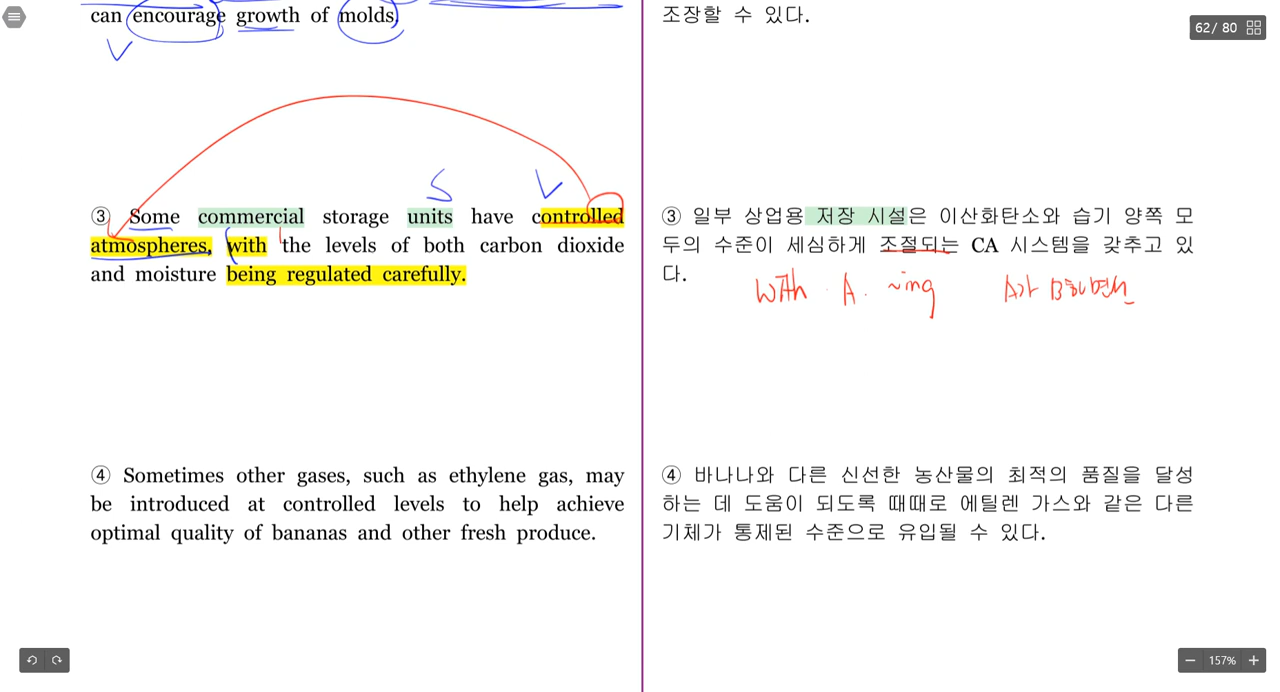 can encourage growth of molds.
조장할 수 있다.
62/ 80
V
S V
③ Some commercial storage units have controlled
atmospheres, with the levels of both carbon dioxide
and moisture being regulated carefully.
③ 일부 상업용 저장 시설은 이산화탄소와 습기 양쪽 모
두의 수준이 세심하게 조절되는 CA 시스템을 갖추고 있
다.
with A ~ing A가 B하면서
④ Sometimes other gases, such as ethylene gas, may
be introduced at controlled levels to help achieve
optimal quality of bananas and other fresh produce.
④ 바나나와 다른 신선한 농산물의 최적의 품질을 달성
하는 데 도움이 되도록 때때로 에틸렌 가스와 같은 다른
기체가 통제된 수준으로 유입될 수 있다.
157%